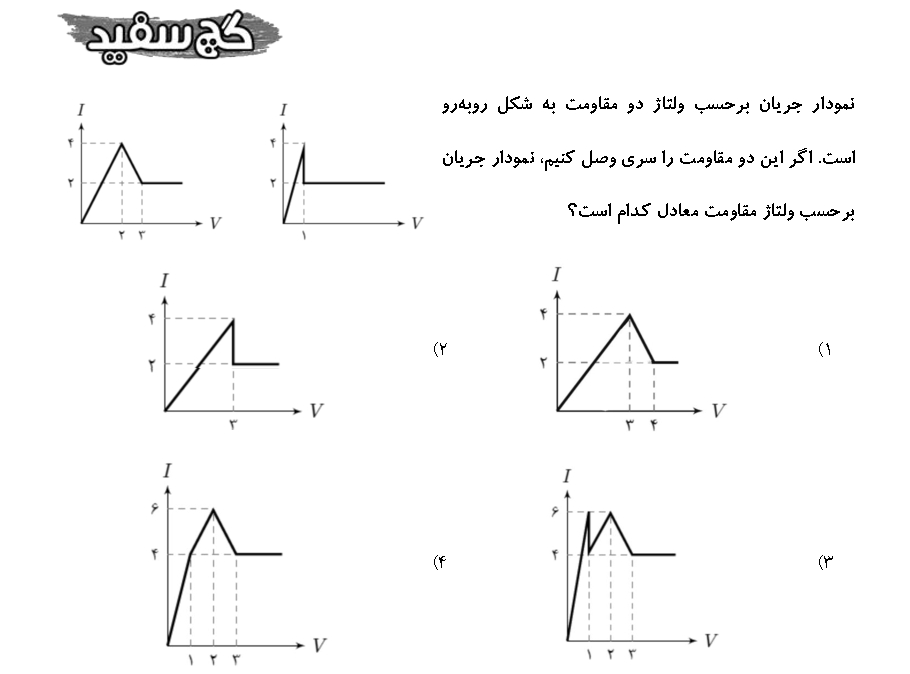 گچ سفید
نمودار جریان برحسب ولتاژ دو مقاومت به شکل روبه‌رو
است. اگر این دو مقاومت را سری وصل کنیم، نمودار جریان
برحسب ولتاژ مقاومت معادل کدام است؟
I
۴
۲
۲ ۳
V
I
۴
۲
۱
V
۱)
I
۴
۲
۳ ۴
V
۲)
I
۴
۲
۳
V
۳)
I
۶
۴
۱ ۲ ۳
V
۴)
I
۶
۴
۱ ۲ ۳
V